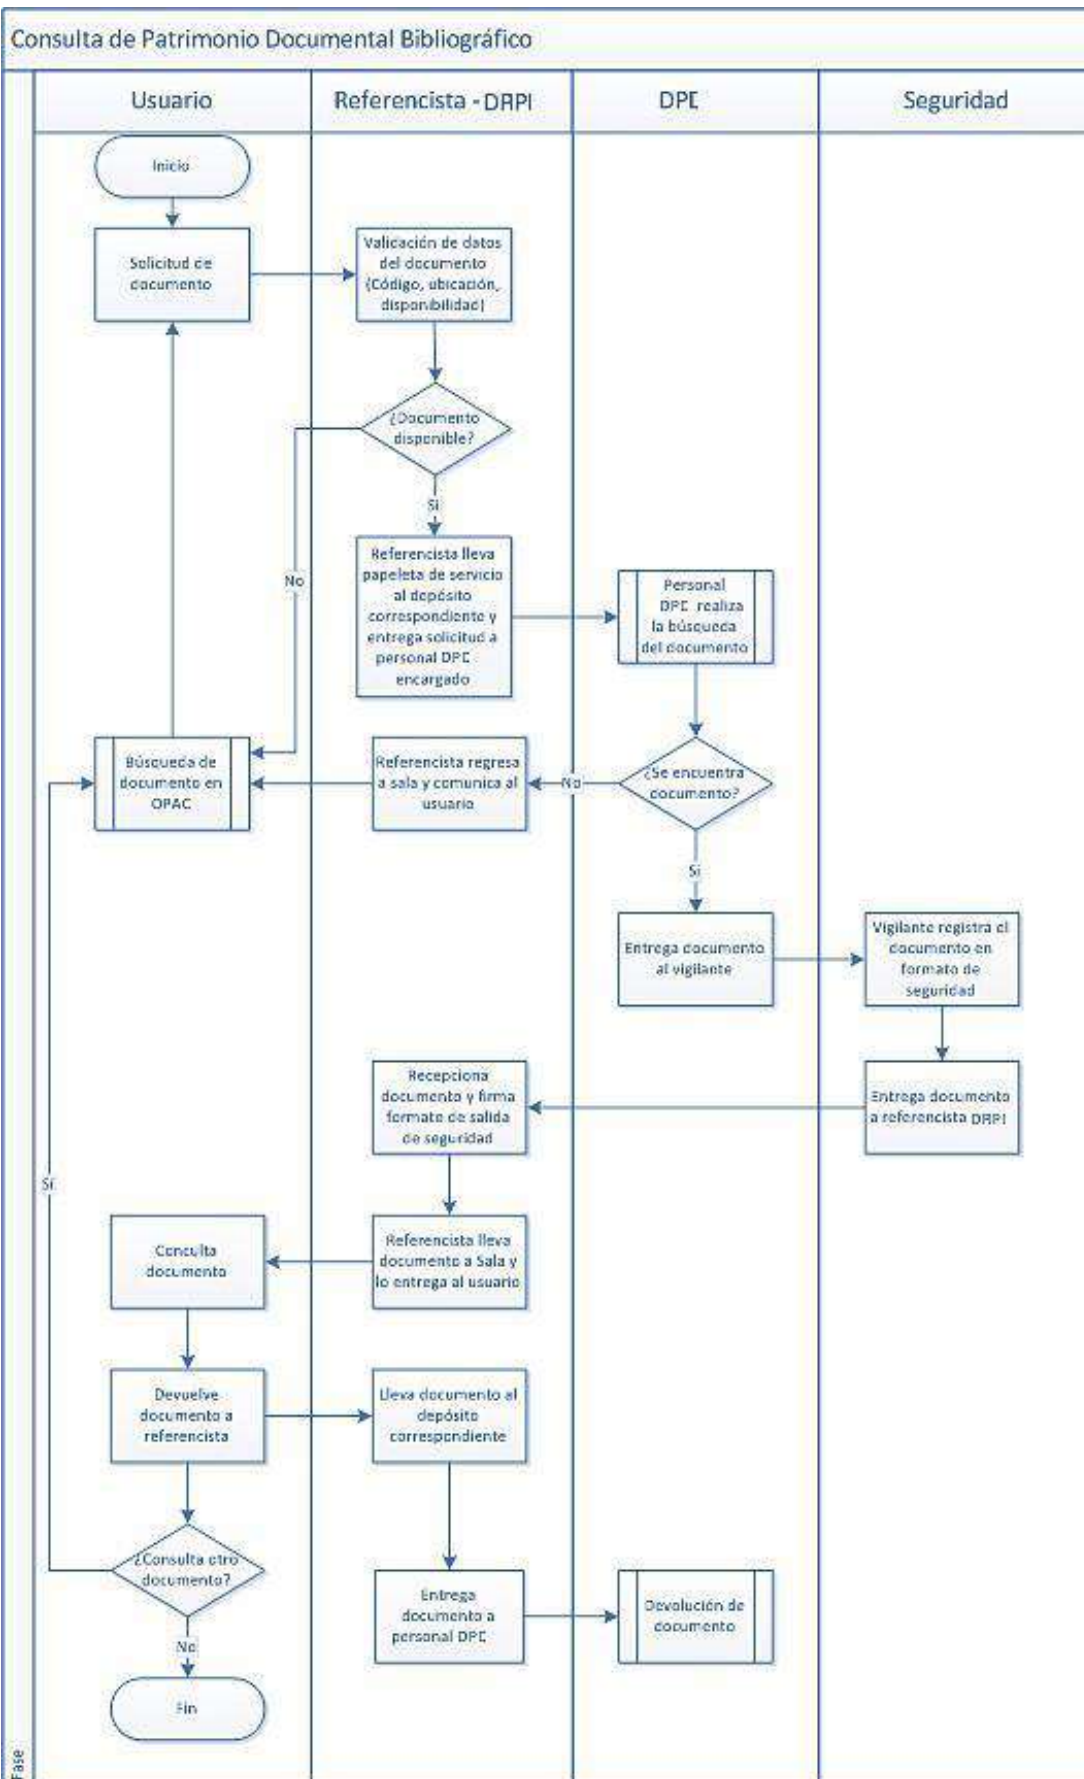 Consulta de Patrimonio Documental Bibliográfico
Usuario
Referencista - DRPI
DPE
Seguridad
Inicio
Solicitud de
documento
Validación de datos
del documento
(Código, ubicación,
disponibilidad)
¿Documento
disponible?
Si
No
Referencista lleva
papeleta de servicio
al depósito
correspondiente y
entrega solicitud a
personal DPE
encargado
Personal
DPE realiza
la búsqueda
del documento
Búsqueda de
documento en
OPAC
Referencista regresa
a sala y comunica al
usuario
No
¿Se encuentra
documento?
Si
Entrega documento
al vigilante
Vigilante registra el
documento en
formato de
seguridad
Recepciona
documento y firma
formato de salida
de seguridad
Entrega documento
a referencista DRPI
Si
Conculta
documento
Referencista lleva
documento a Sala y
lo entrega al usuario
Devuelve
documento a
referencista
Lleva documento al
depósito
correspondiente
¿Consulta otro
documento?
Entrega
documento a
personal DPE
Devolución de
documento
No
Fin
Fase